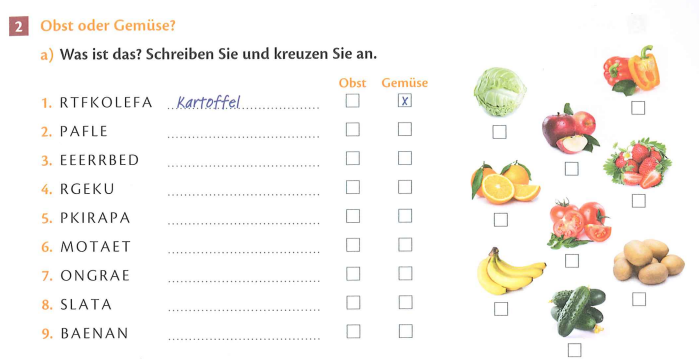 2 Obst oder Gemüse?
a) Was ist das? Schreiben Sie und kreuzen Sie an.
Obst Gemüse
1. RTFKOLEFA Kartoffel x
2. PAFLE
3. EEERRBED
4. RGEKU
5. PKIRAPA
6. MOTAET
7. ONGRAE
8. SLATA
9. BAENAN